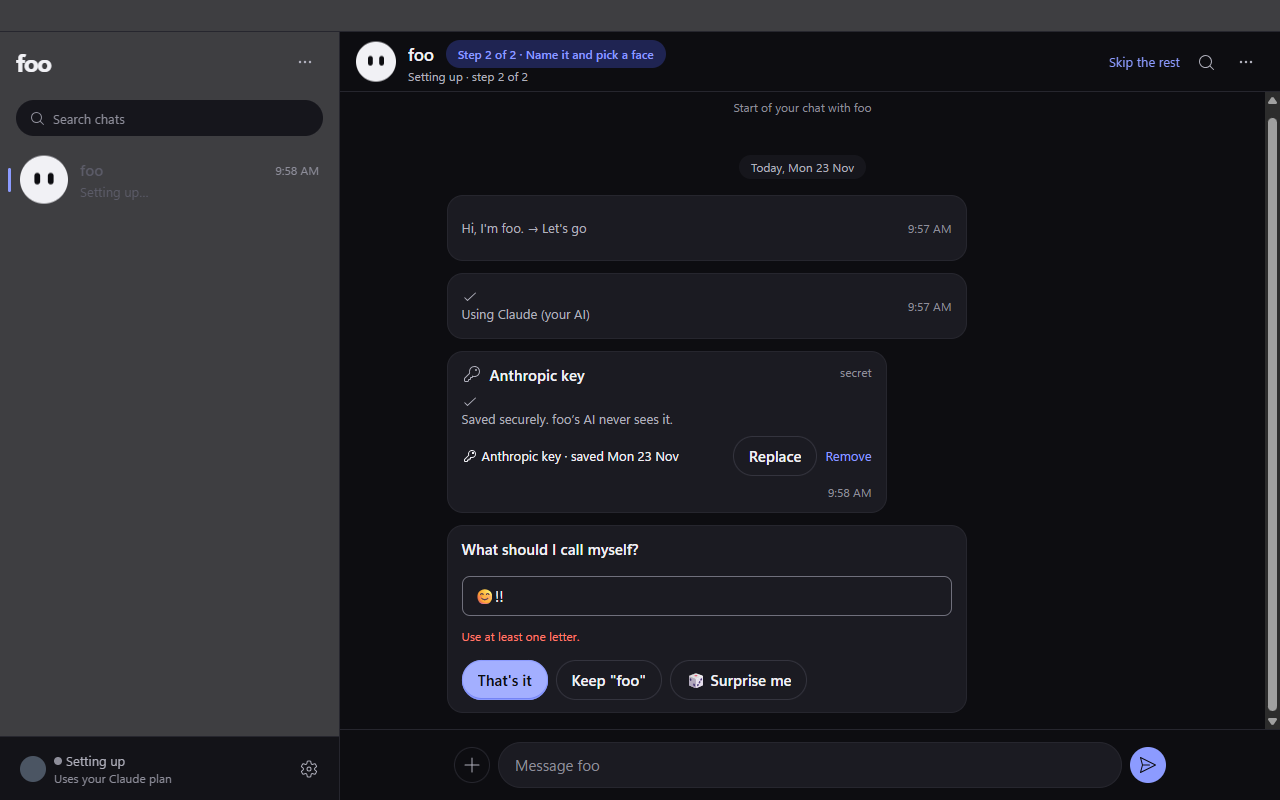 foo
Search chats
foo
9:58 AM
Setting up...
Setting up
Uses your Claude plan
foo
Step 2 of 2 · Name it and pick a face
Setting up · step 2 of 2
Skip the rest
Start of your chat with foo
Today, Mon 23 Nov
Hi, I'm foo. → Let's go
9:57 AM
Using Claude (your AI)
9:57 AM
Anthropic key
secret
Saved securely. foo's AI never sees it.
Anthropic key · saved Mon 23 Nov
Replace
Remove
9:58 AM
What should I call myself?
😊!!
Use at least one letter.
That's it
Keep "foo"
🎲 Surprise me
Message foo